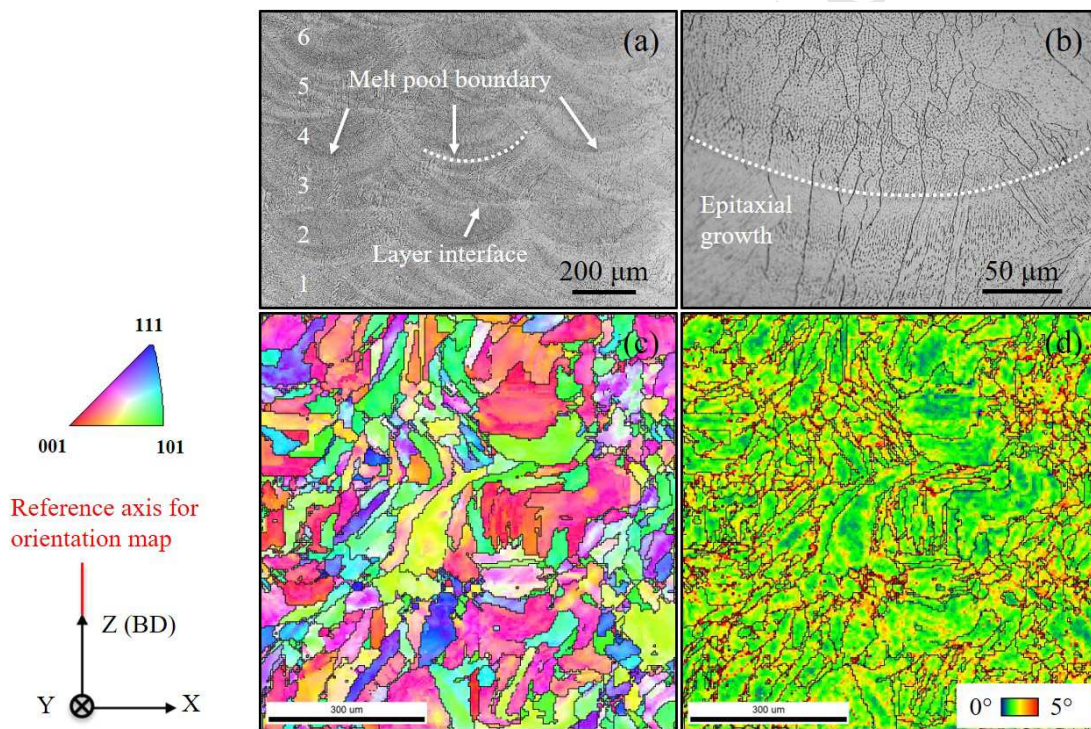 (a)
6
5
4
3
2
1
Melt pool boundary
Layer interface
200 μm
(b)
Epitaxial
growth
50 μm
111
001
101
Reference axis for
orientation map
Z (BD)
Y
X
(c)
300 um
(d)
300 um
0°
5°